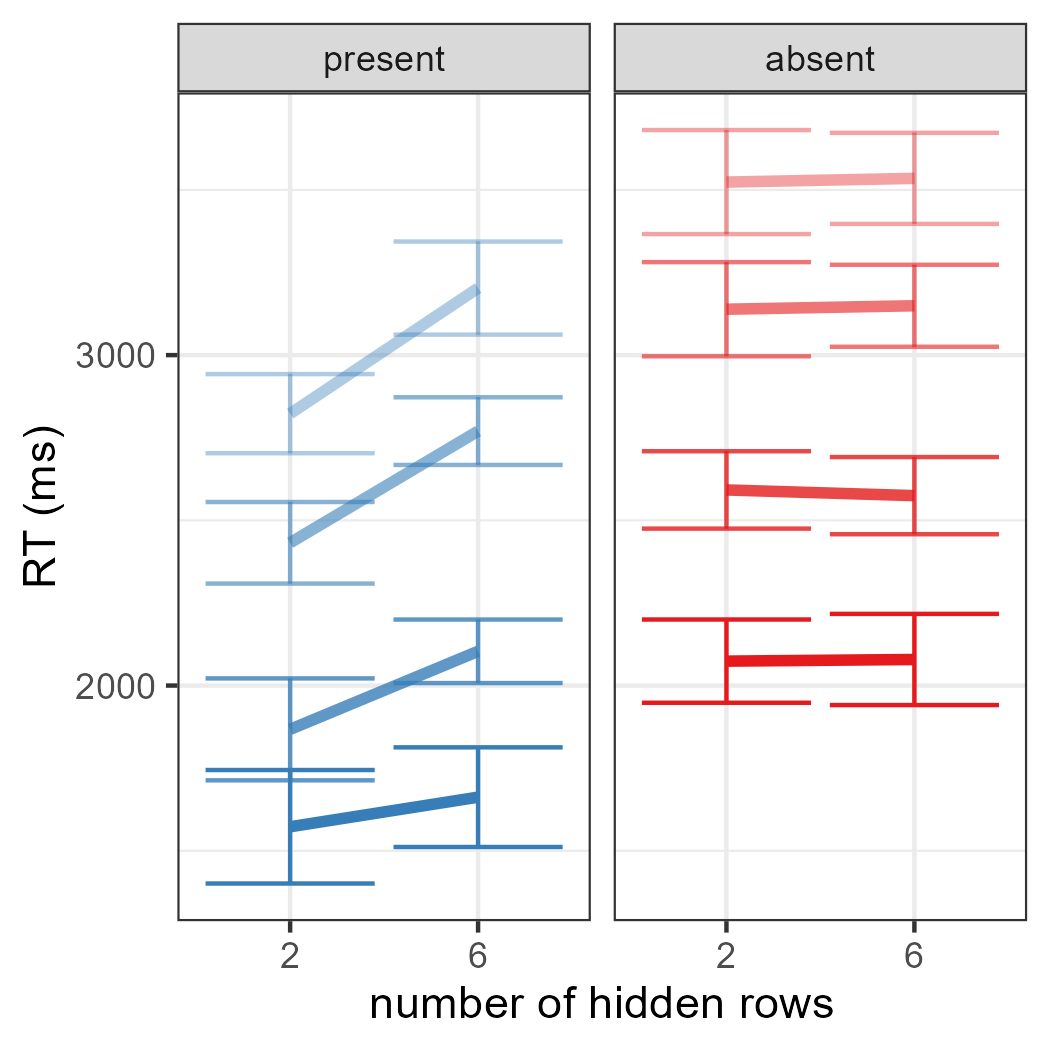 present
absent
RT (ms)
3000
2000
2
6
2
6
number of hidden rows